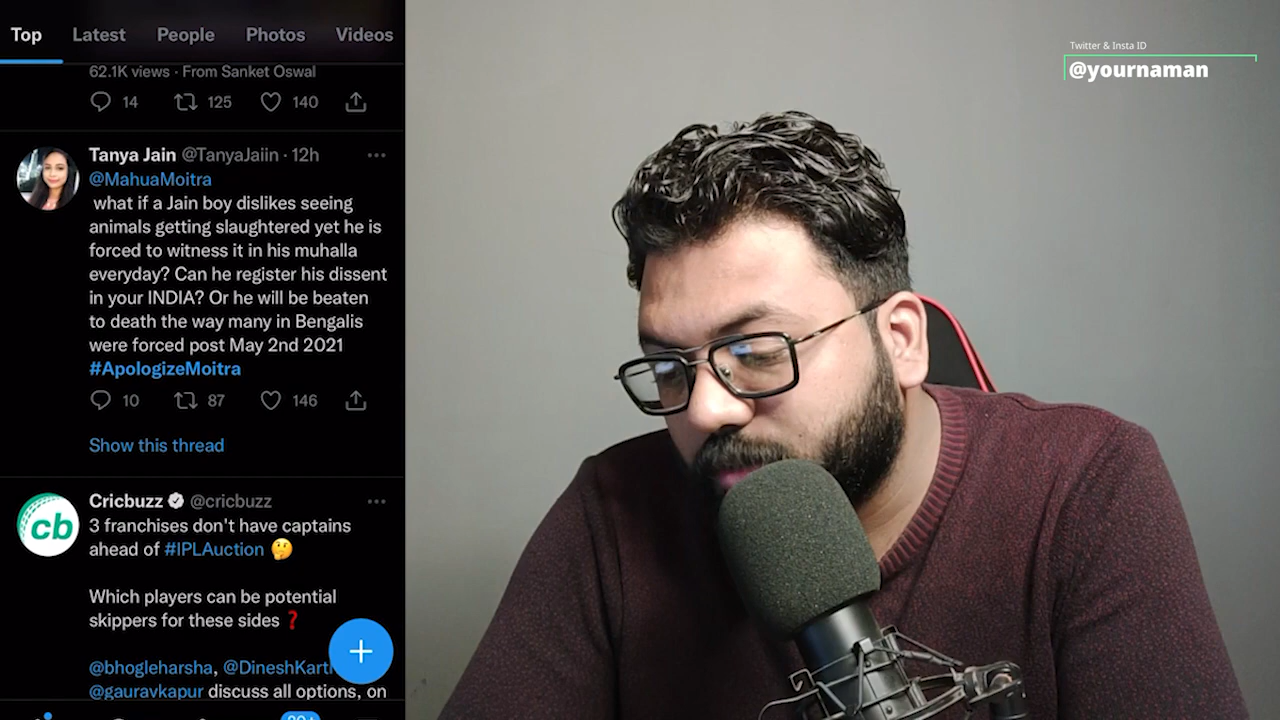 Top Latest People Photos Videos
62.1K views · From Sanket Oswal
14 125 140
Tanya Jain @TanyaJaiin · 12h
@MahuaMoitra
what if a Jain boy dislikes seeing
animals getting slaughtered yet he is
forced to witness it in his muhalla
everyday? Can he register his dissent
in your INDIA? Or he will be beaten
to death the way many in Bengalis
were forced post May 2nd 2021
#ApologizeMoitra
10 87 146
Show this thread
cb
Cricbuzz @cricbuzz
3 franchises don't have captains
ahead of #IPLAuction 🤔
Which players can be potential
skippers for these sides ❓
@bhogleharsha, @DineshKart
@gauravkapur discuss all options, on
Twitter & Insta ID
@yournaman